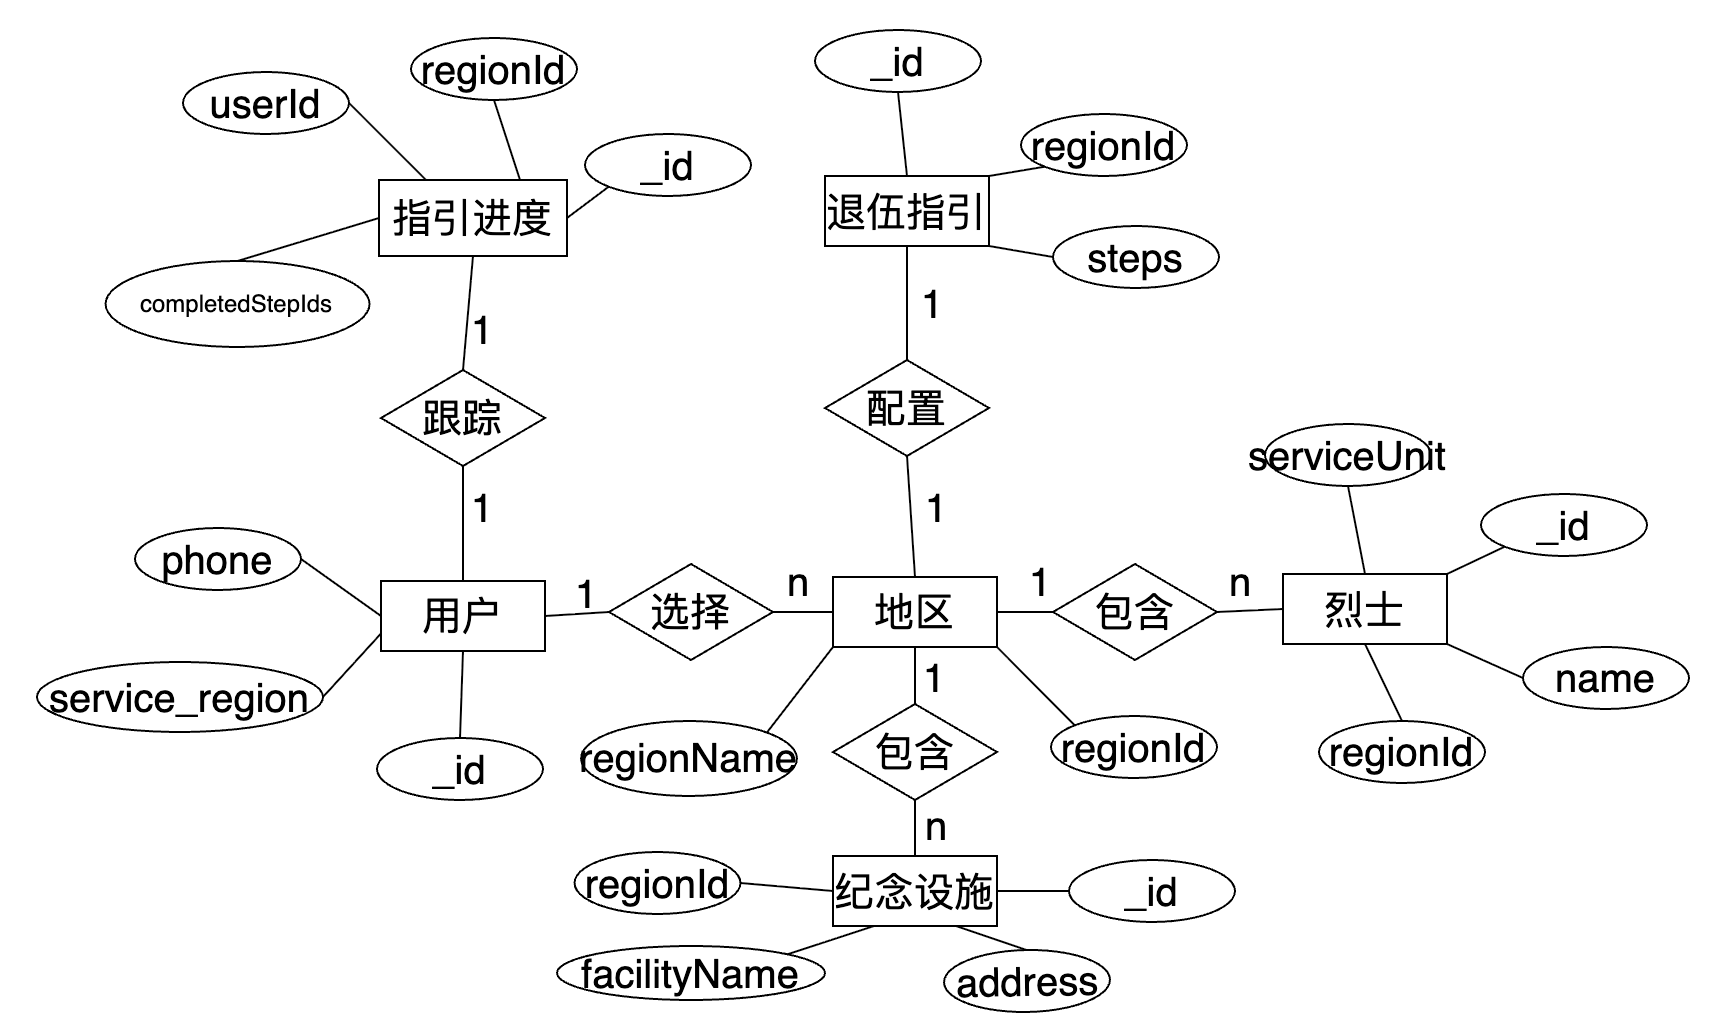 _id
regionId
userId
regionId
_id
指引进度
退伍指引
steps
completedStepIds
1
1
跟踪
配置
serviceUnit
1
1
_id
phone
1
n
1
n
用户
选择
地区
包含
烈士
service_region
1
name
_id
regionName
包含
regionId
regionId
n
regionId
纪念设施
_id
facilityName
address